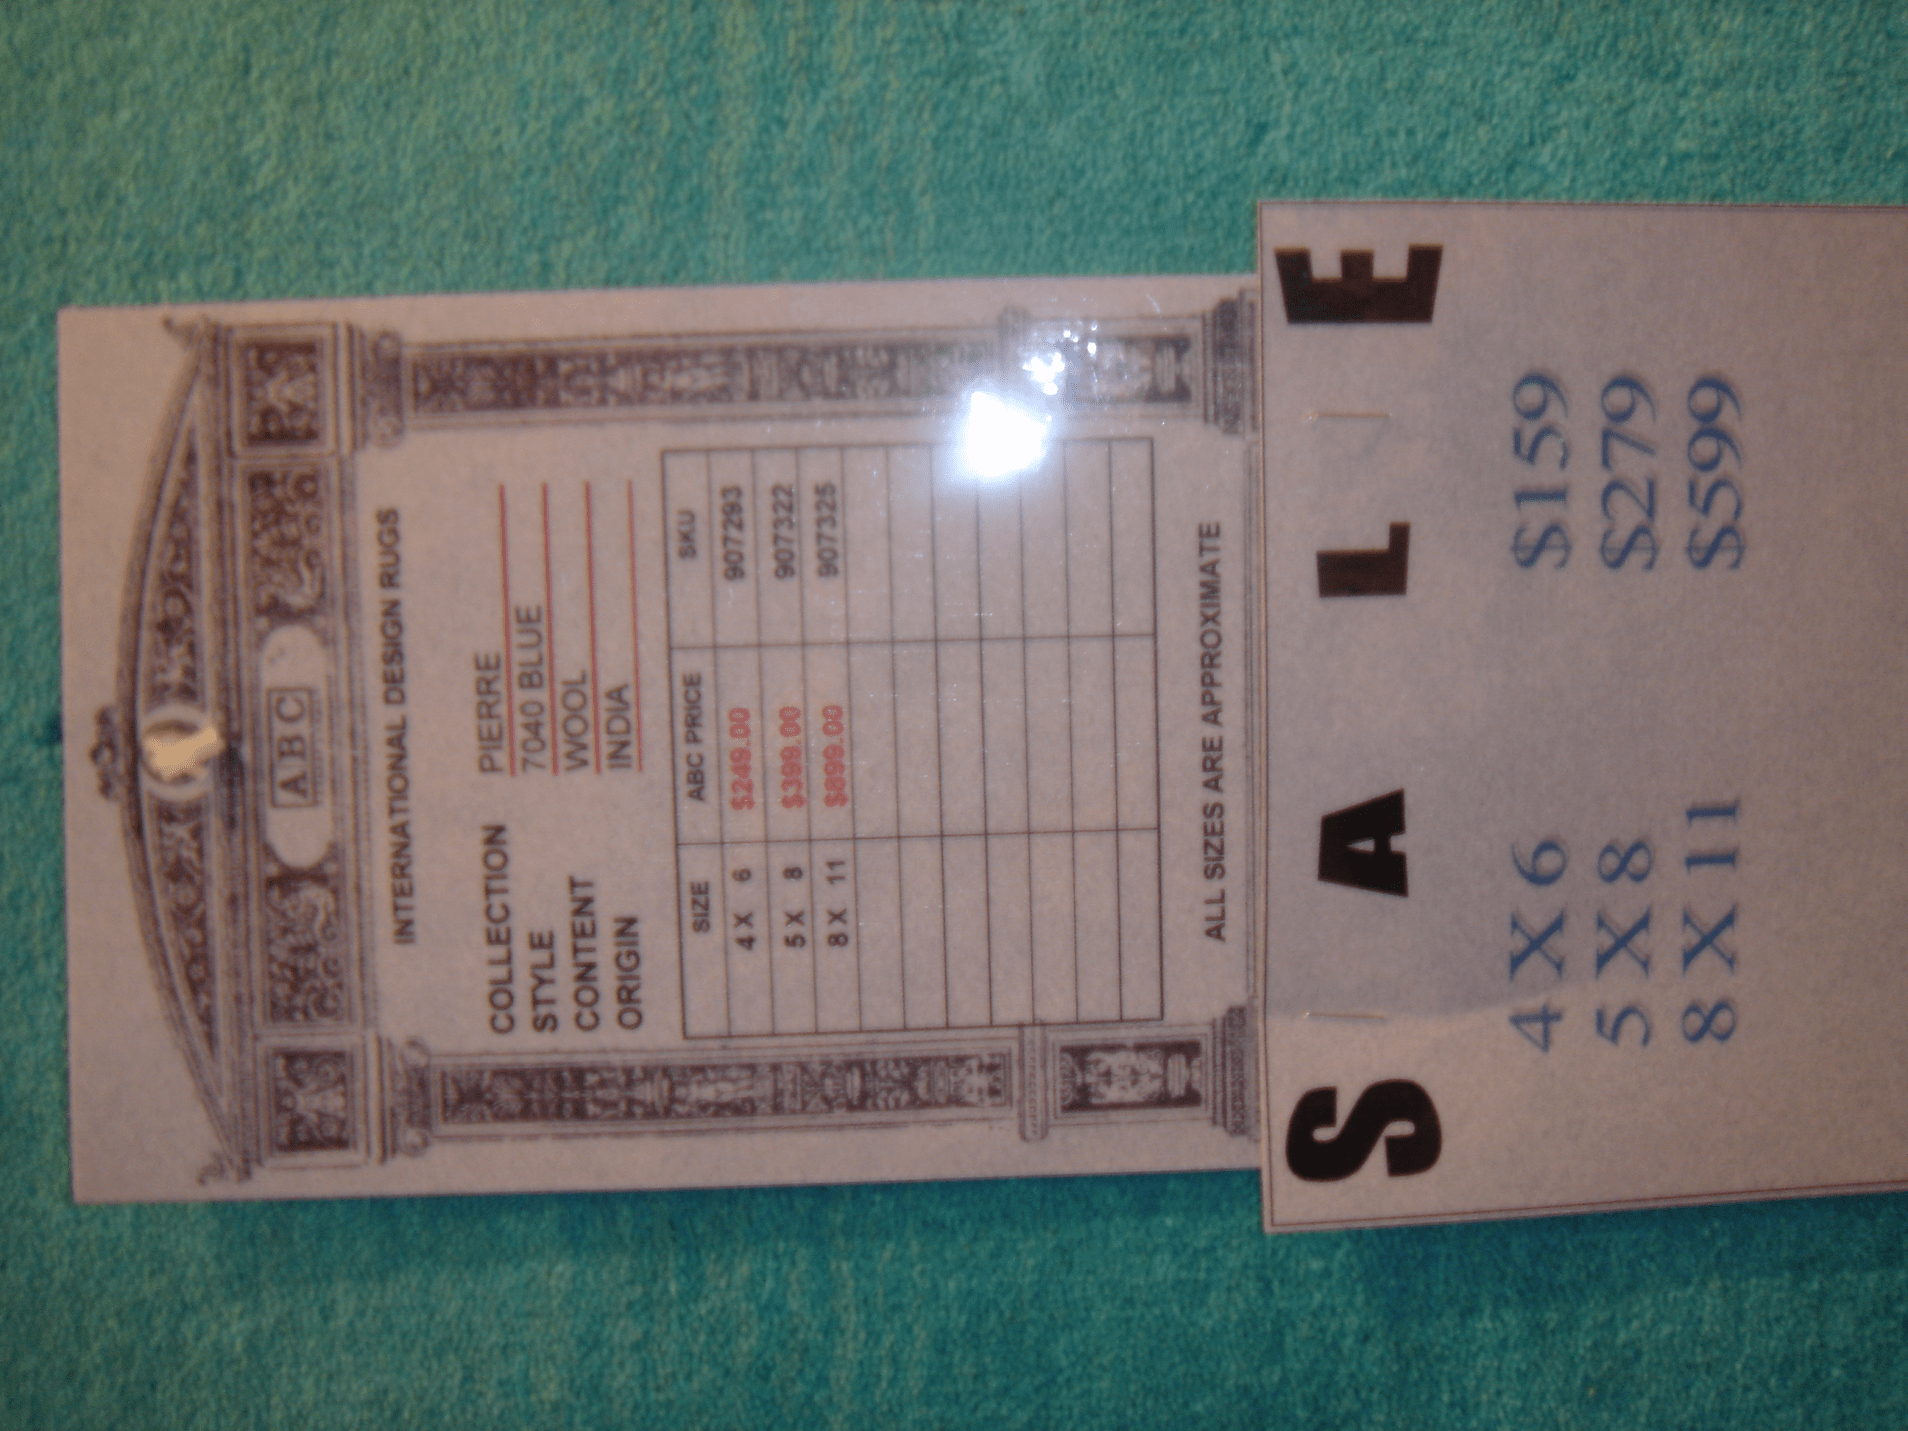 ABC
INTERNATIONAL DESIGN RUGS
COLLECTION PIERRE
STYLE 7040 BLUE
CONTENT WOOL
ORIGIN INDIA
SIZE ABC PRICE SKU
4 X 6 $249.00 907293
5 X 8 $399.00 907322
8 X 11 $899.00 907325
ALL SIZES ARE APPROXIMATE
SALE
4 X 6 $159
5 X 8 $279
8 X 11 $599